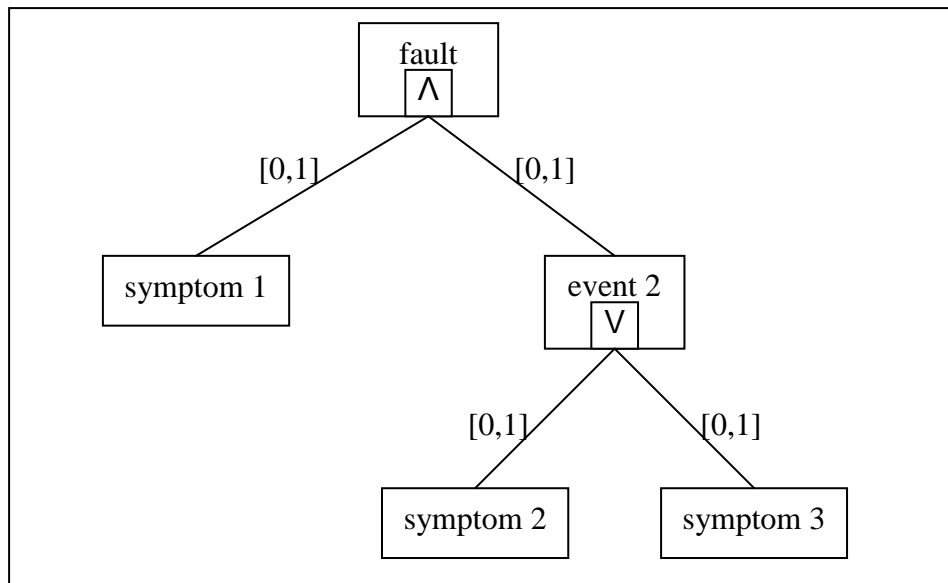 fault
Λ
[0,1]
[0,1]
symptom 1
event 2
V
[0,1]
[0,1]
symptom 2
symptom 3